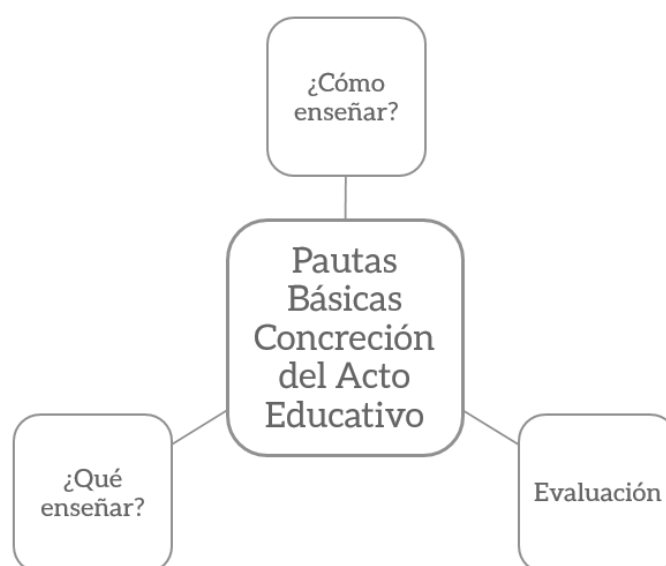 ¿Cómo
enseñar?
Pautas
Básicas
Concreción
del Acto
Educativo
¿Qué
enseñar?
Evaluación